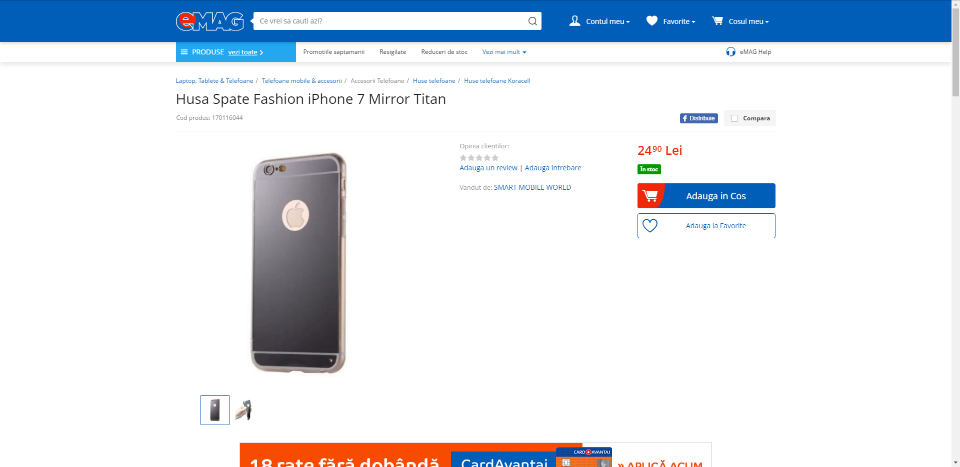 eMAG
Ce vrei sa cauti azi?
Contul meu
Favorite
Cosul meu
PRODUSE vezi toate
Promotiile saptamanii
Resigilate
Reduceri de stoc
Vezi mai mult
eMAG Help
Laptop, Tablete & Telefoane / Telefoane mobile & accesorii / Accesorii Telefoane / Huse telefoane / Huse telefoane Koracell
Husa Spate Fashion iPhone 7 Mirror Titan
Cod produs: 170116044
Distribuie
Compara
Opinia clientilor:
Adauga un review | Adauga intrebare
Vandut de: SMART MOBILE WORLD
24⁹⁰ Lei
În stoc
Adauga in Cos
Adauga la Favorite
18 rate fără dobândă
CardAvantaj
CARD AVANTAJ
» APLICĂ ACUM